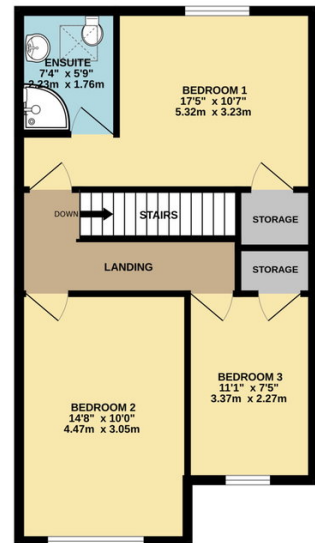 ENSUITE
7'4" x 5'9"
2.23m x 1.76m
BEDROOM 1
17'5" x 10'7"
5.32m x 3.23m
DOWN
STAIRS
STORAGE
LANDING
STORAGE
BEDROOM 3
11'1" x 7'5"
3.37m x 2.27m
BEDROOM 2
14'8" x 10'0"
4.47m x 3.05m